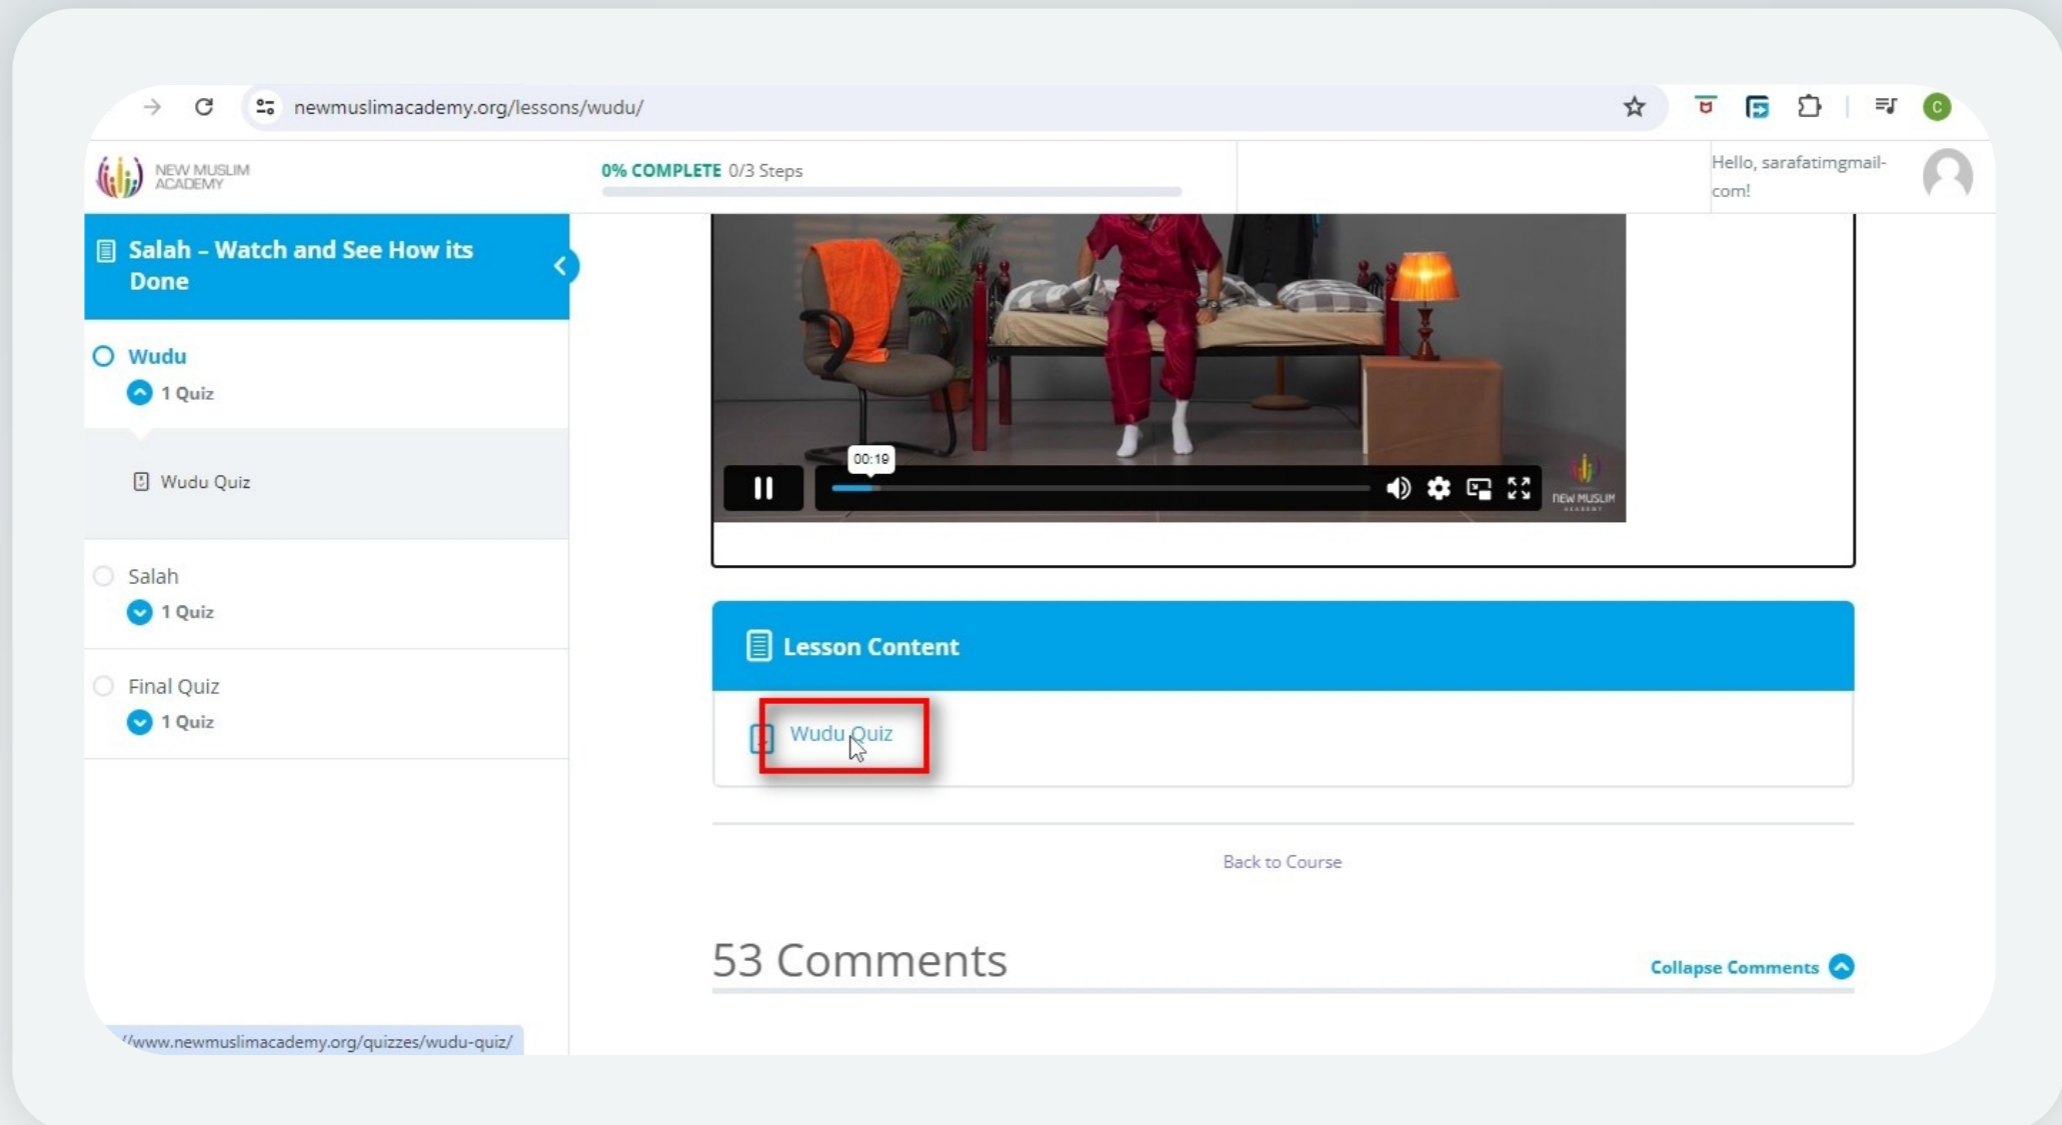 newmuslimacademy.org/lessons/wudu/
C
NEW MUSLIM
ACADEMY
0% COMPLETE 0/3 Steps
Hello, sarafatimgmail-
com!
Salah – Watch and See How its
Done
Wudu
1 Quiz
Wudu Quiz
Salah
1 Quiz
Final Quiz
1 Quiz
00:19
NEW MUSLIM
ACADEMY
Lesson Content
Wudu Quiz
Back to Course
53 Comments
Collapse Comments
//www.newmuslimacademy.org/quizzes/wudu-quiz/